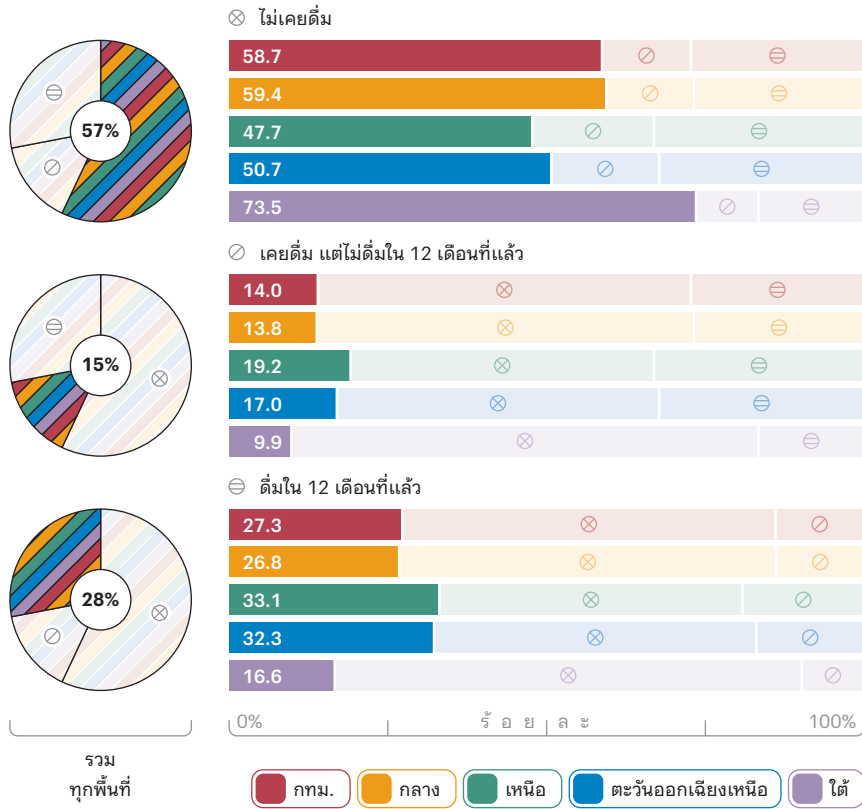 ไม่เคยดื่ม
57%
58.7
59.4
47.7
50.7
73.5
เคยดื่ม แต่ไม่ดื่มใน 12 เดือนที่แล้ว
15%
14.0
13.8
19.2
17.0
9.9
ดื่มใน 12 เดือนที่แล้ว
28%
27.3
26.8
33.1
32.3
16.6
0% ร้อยละ 100%
รวม
ทุกพื้นที่
กทม. กลาง เหนือ ตะวันออกเฉียงเหนือ ใต้